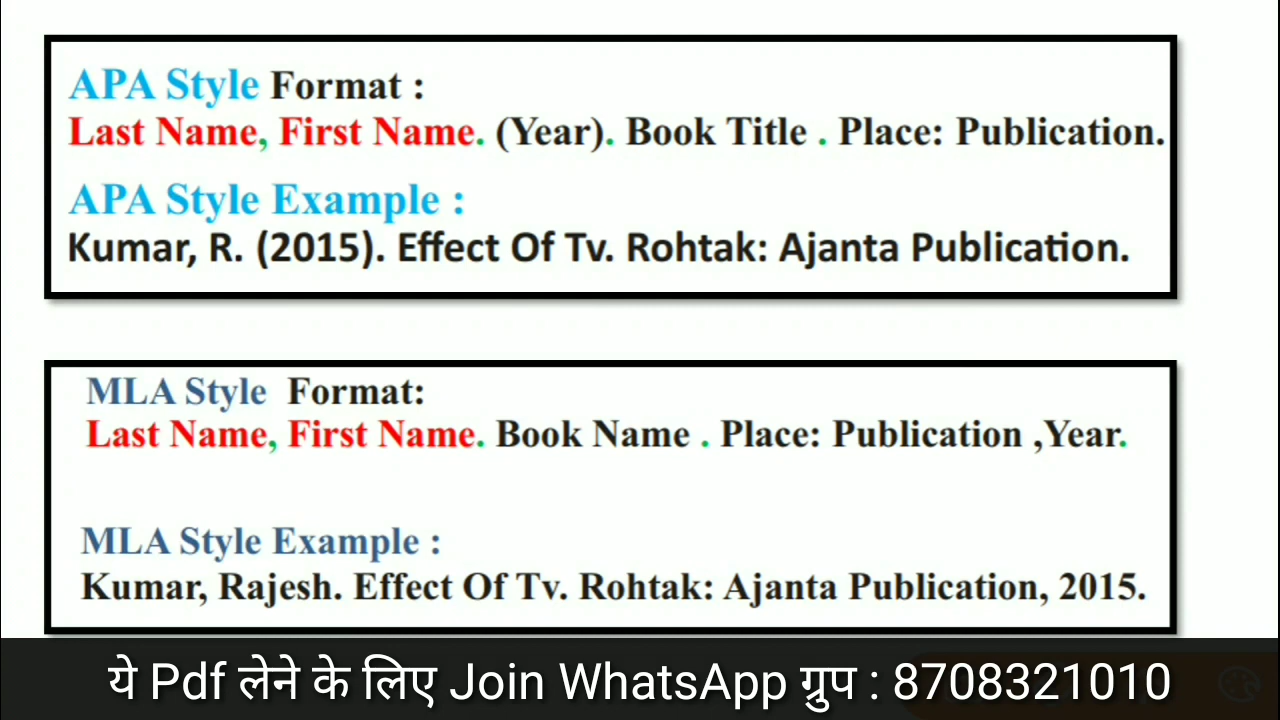 APA Style Format :
Last Name, First Name. (Year). Book Title . Place: Publication.
APA Style Example :
Kumar, R. (2015). Effect Of Tv. Rohtak: Ajanta Publication.
MLA Style Format:
Last Name, First Name. Book Name . Place: Publication ,Year.
MLA Style Example :
Kumar, Rajesh. Effect Of Tv. Rohtak: Ajanta Publication, 2015.
ये Pdf लेने के लिए Join WhatsApp ग्रुप : 8708321010